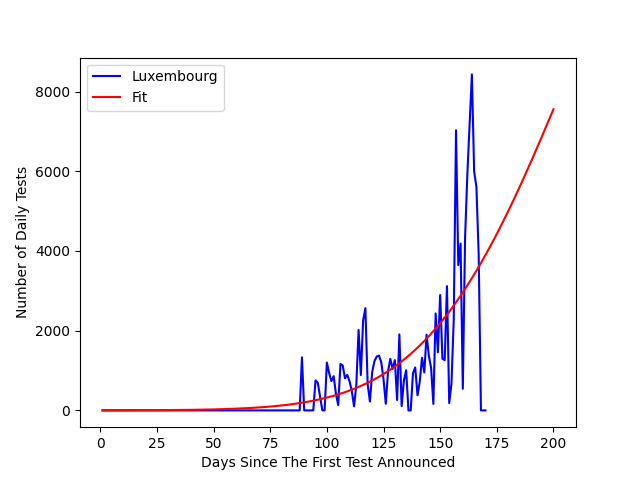 Luxembourg
Fit
8000
6000
4000
2000
0
Number of Daily Tests
0 25 50 75 100 125 150 175 200
Days Since The First Test Announced